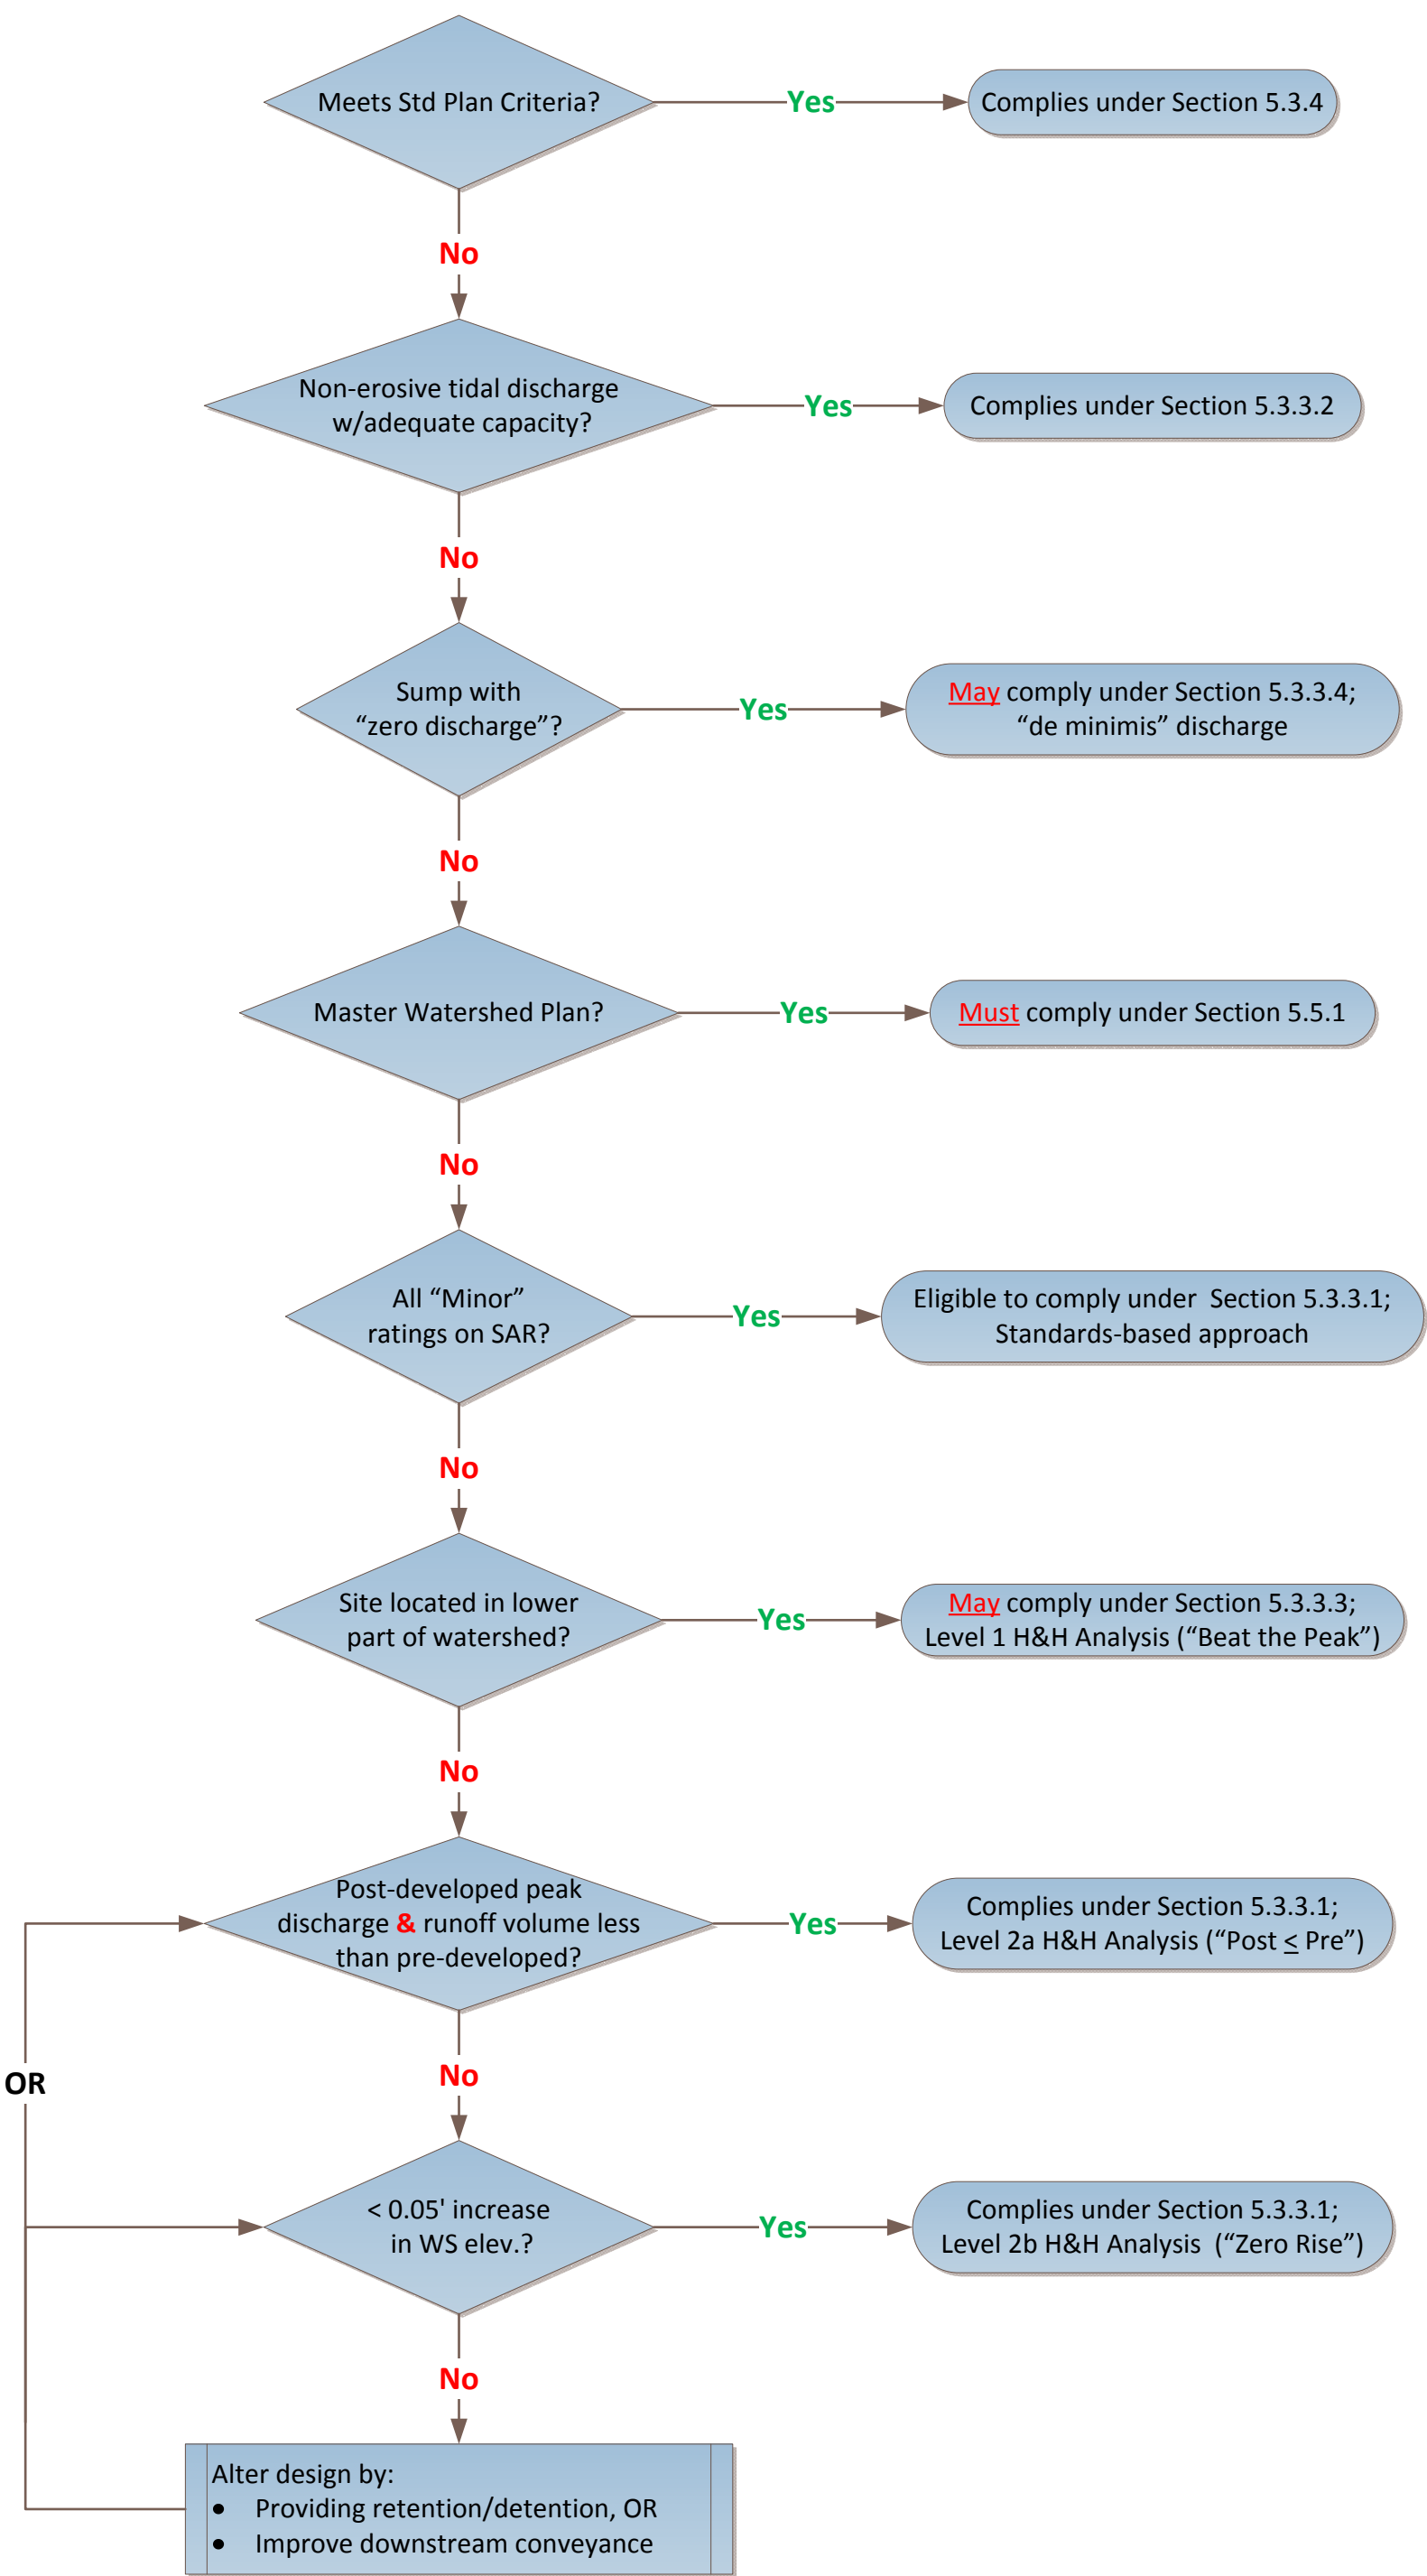 Meets Std Plan Criteria?
Yes
Complies under Section 5.3.4
No
Non-erosive tidal discharge
w/adequate capacity?
Yes
Complies under Section 5.3.3.2
No
Sump with
“zero discharge”?
Yes
May comply under Section 5.3.3.4;
“de minimis” discharge
No
Master Watershed Plan?
Yes
Must comply under Section 5.5.1
No
All “Minor”
ratings on SAR?
Yes
Eligible to comply under Section 5.3.3.1;
Standards-based approach
No
Site located in lower
part of watershed?
Yes
May comply under Section 5.3.3.3;
Level 1 H&H Analysis (“Beat the Peak”)
No
Post-developed peak
discharge & runoff volume less
than pre-developed?
Yes
Complies under Section 5.3.3.1;
Level 2a H&H Analysis (“Post < Pre”)
OR
No
< 0.05' increase
in WS elev.?
Yes
Complies under Section 5.3.3.1;
Level 2b H&H Analysis (“Zero Rise”)
No
Alter design by:
• Providing retention/detention, OR
• Improve downstream conveyance